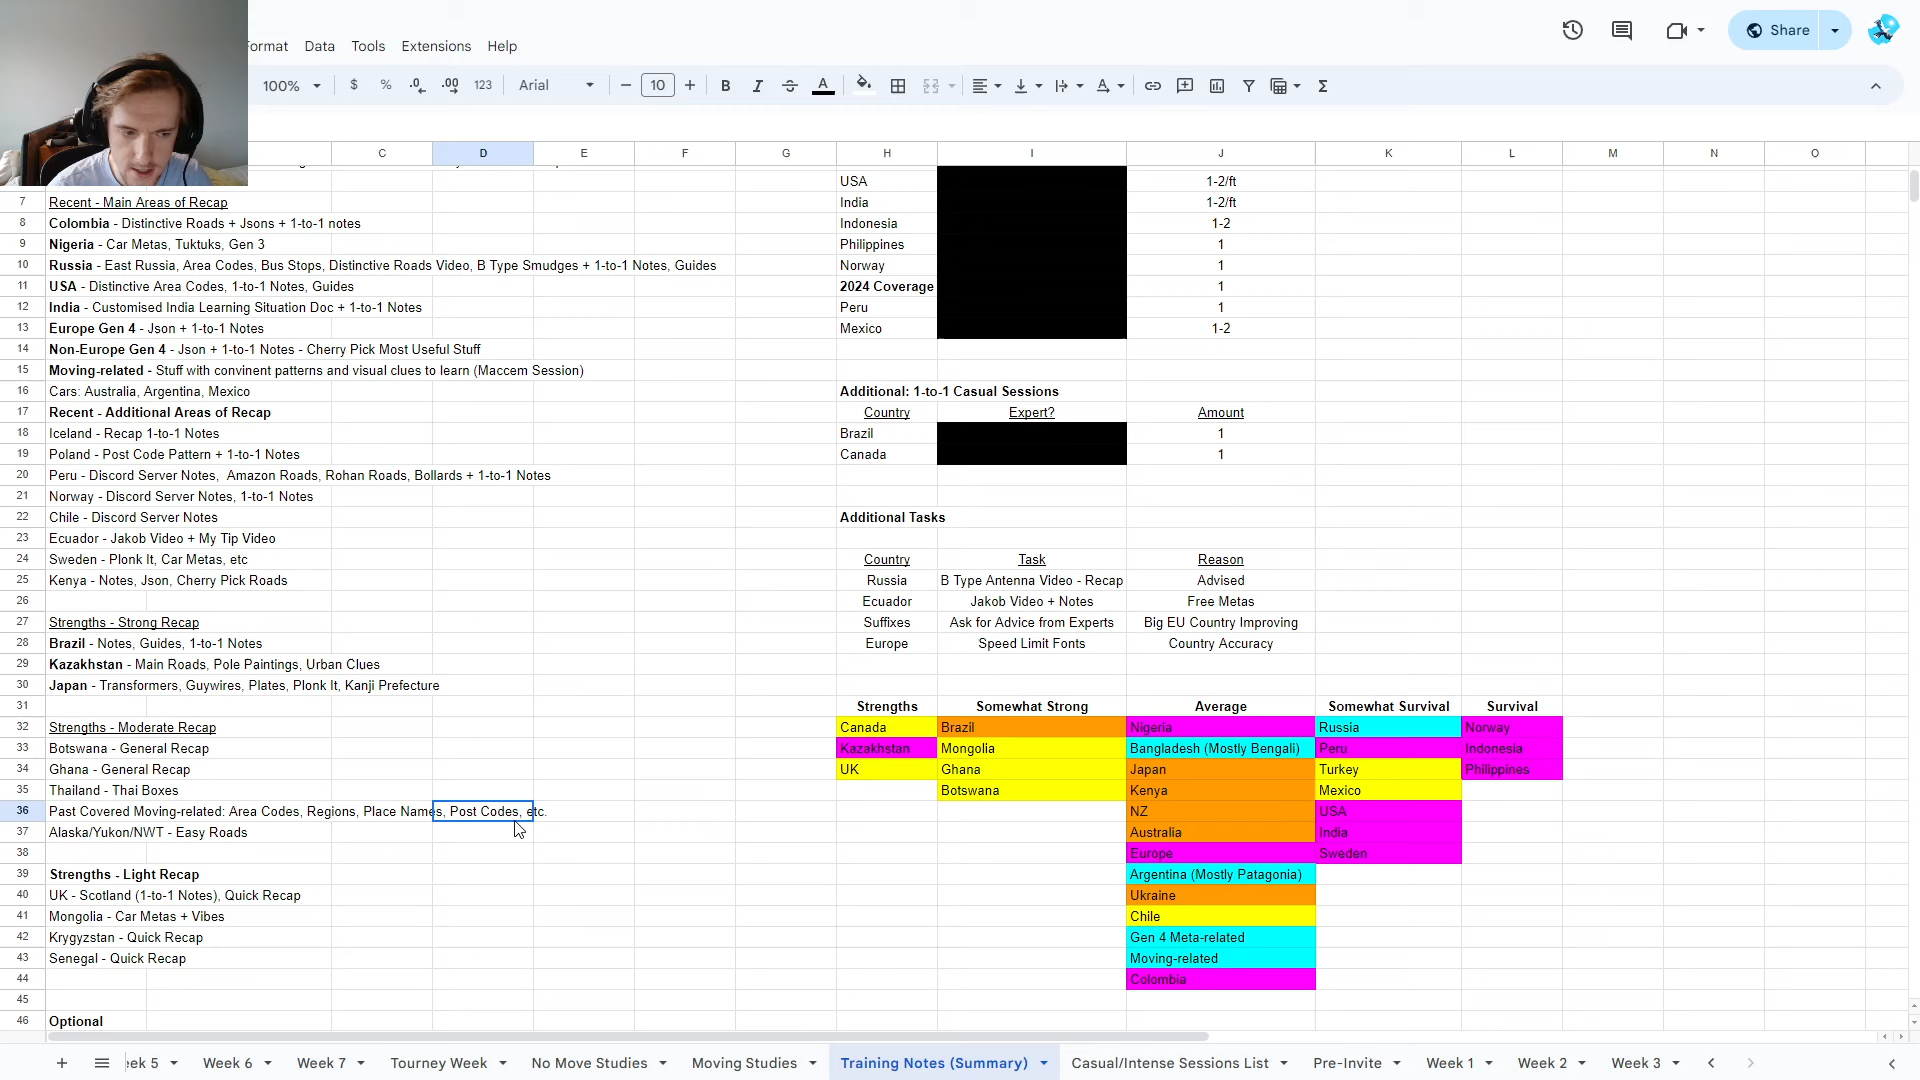 Format Data Tools Extensions Help
Share
100% $ % .0 .00 123 Arial 10 B I A
C D E F G H I J K L M N O
USA 1-2/ft
7 Recent - Main Areas of Recap India 1-2/ft
8 Colombia - Distinctive Roads + Jsons + 1-to-1 notes Indonesia 1-2
9 Nigeria - Car Metas, Tuktuks, Gen 3 Philippines 1
10 Russia - East Russia, Area Codes, Bus Stops, Distinctive Roads Video, B Type Smudges + 1-to-1 Notes, Guides Norway 1
11 USA - Distinctive Area Codes, 1-to-1 Notes, Guides 2024 Coverage 1
12 India - Customised India Learning Situation Doc + 1-to-1 Notes Peru 1
13 Europe Gen 4 - Json + 1-to-1 Notes Mexico 1-2
14 Non-Europe Gen 4 - Json + 1-to-1 Notes - Cherry Pick Most Useful Stuff
15 Moving-related - Stuff with convinent patterns and visual clues to learn (Maccem Session)
16 Cars: Australia, Argentina, Mexico Additional: 1-to-1 Casual Sessions
17 Recent - Additional Areas of Recap Country Expert? Amount
18 Iceland - Recap 1-to-1 Notes Brazil 1
19 Poland - Post Code Pattern + 1-to-1 Notes Canada 1
20 Peru - Discord Server Notes, Amazon Roads, Rohan Roads, Bollards + 1-to-1 Notes
21 Norway - Discord Server Notes, 1-to-1 Notes
22 Chile - Discord Server Notes Additional Tasks
23 Ecuador - Jakob Video + My Tip Video
24 Sweden - Plonk It, Car Metas, etc Country Task Reason
25 Kenya - Notes, Json, Cherry Pick Roads Russia B Type Antenna Video - Recap Advised
26 Ecuador Jakob Video + Notes Free Metas
27 Strengths - Strong Recap Suffixes Ask for Advice from Experts Big EU Country Improving
28 Brazil - Notes, Guides, 1-to-1 Notes Europe Speed Limit Fonts Country Accuracy
29 Kazakhstan - Main Roads, Pole Paintings, Urban Clues
30 Japan - Transformers, Guywires, Plates, Plonk It, Kanji Prefecture
31 Strengths Somewhat Strong Average Somewhat Survival Survival
32 Strengths - Moderate Recap Canada Brazil Nigeria Russia Norway
33 Botswana - General Recap Kazakhstan Mongolia Bangladesh (Mostly Bengali) Peru Indonesia
34 Ghana - General Recap UK Ghana Japan Turkey Philippines
35 Thailand - Thai Boxes Botswana Kenya Mexico
36 Past Covered Moving-related: Area Codes, Regions, Place Names, Post Codes, etc. NZ USA
37 Alaska/Yukon/NWT - Easy Roads Australia India
38 Europe Sweden
39 Strengths - Light Recap Argentina (Mostly Patagonia)
40 UK - Scotland (1-to-1 Notes), Quick Recap Ukraine
41 Mongolia - Car Metas + Vibes Chile
42 Krygyzstan - Quick Recap Gen 4 Meta-related
43 Senegal - Quick Recap Moving-related
44 Colombia
45
46 Optional
Week 6 Week 7 Tourney Week No Move Studies Moving Studies Training Notes (Summary) Casual/Intense Sessions List Pre-Invite Week 1 Week 2 Week 3